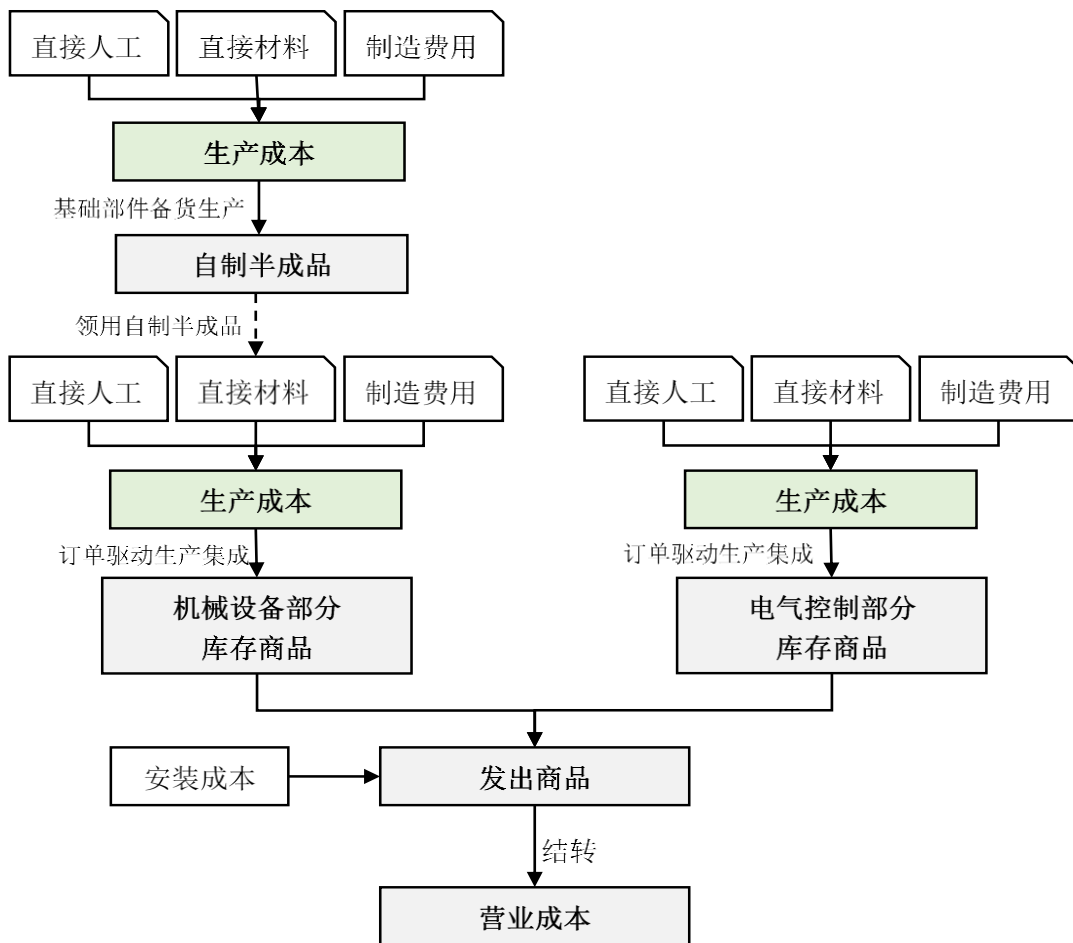 直接人工
直接材料
制造费用
生产成本
基础部件备货生产
自制半成品
领用自制半成品
直接人工
直接材料
制造费用
直接人工
直接材料
制造费用
生产成本
生产成本
订单驱动生产集成
订单驱动生产集成
机械设备部分
库存商品
电气控制部分
库存商品
安装成本
发出商品
结转
营业成本